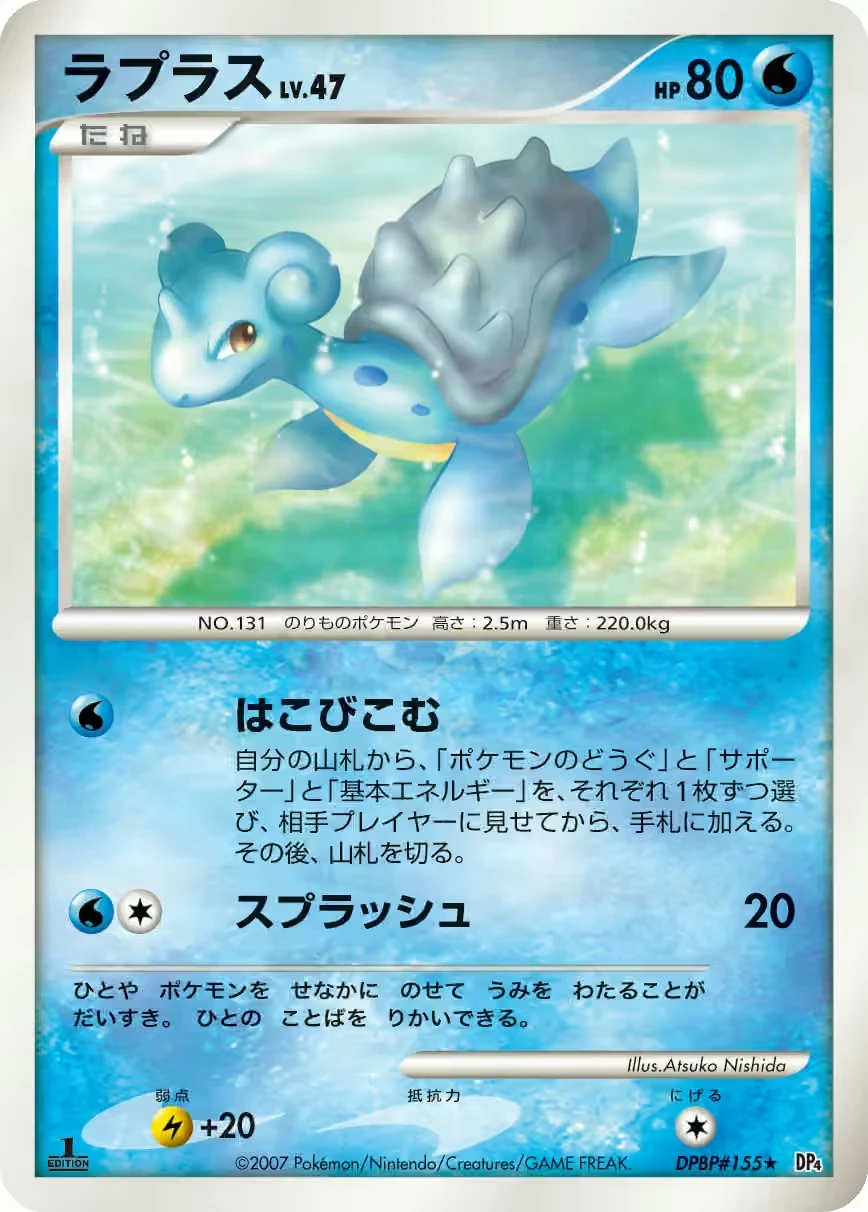 ラプラス LV.47 HP 80
たね
NO.131 のりものポケモン 高さ：2.5m 重さ：220.0kg
はこびこむ
自分の山札から、「ポケモンのどうぐ」と「サポー
ター」と「基本エネルギー」を、それぞれ1枚ずつ選
び、相手プレイヤーに見せてから、手札に加える。
その後、山札を切る。
スプラッシュ 20
ひとや ポケモンを せなかに のせて うみを わたることが
だいすき。 ひとの ことばを りかいできる。
Illus.Atsuko Nishida
弱点 抵抗力 にげる
+20
1 EDITION
©2007 Pokémon/Nintendo/Creatures/GAME FREAK. DPBP#155★ DP4